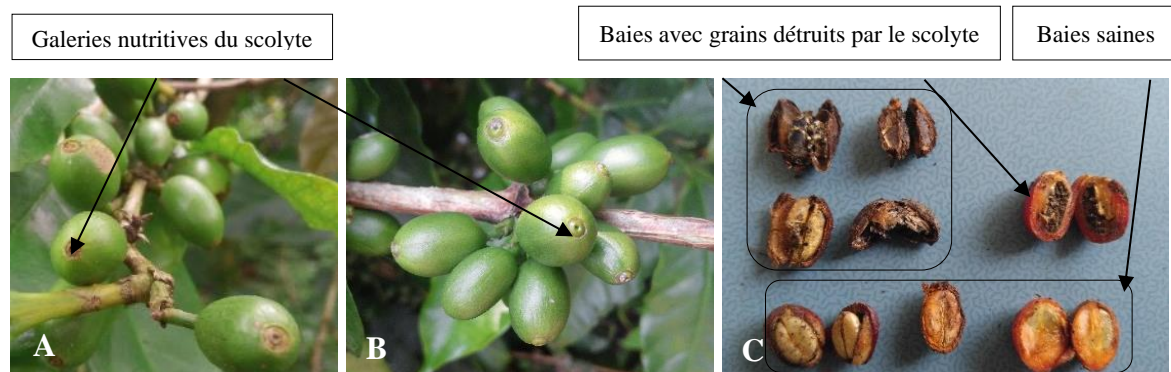 Galeries nutritives du scolyte
Baies avec grains détruits par le scolyte
Baies saines
A
B
C